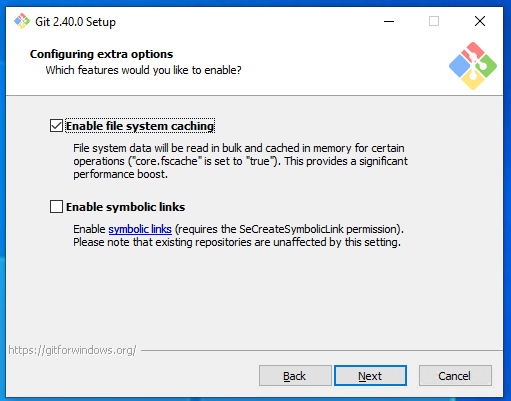 Git 2.40.0 Setup
Configuring extra options
Which features would you like to enable?
Enable file system caching
File system data will be read in bulk and cached in memory for certain
operations ("core.fscache" is set to "true"). This provides a significant
performance boost.
Enable symbolic links
Enable symbolic links (requires the SeCreateSymbolicLink permission).
Please note that existing repositories are unaffected by this setting.
https://gitforwindows.org/
Back Next Cancel